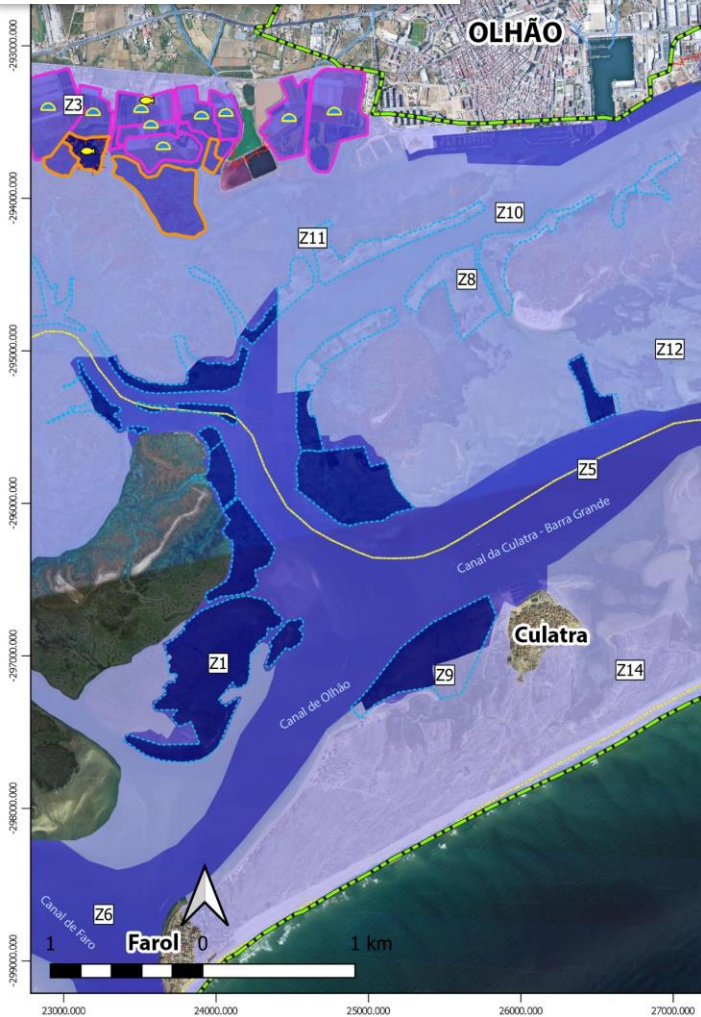 OLHÃO
-293000.000
Z3
-294000.000
Z10
Z11
Z8
-295000.000
Z12
Z5
-296000.000
Canal da Culatra - Barra Grande
Culatra
-297000.000
Z1
Z9
Z14
Canal de Olhão
-298000.000
Z6
Canal de Faro
Farol
1 0 1 km
-299000.000
23000.000 24000.000 25000.000 26000.000 27000.000